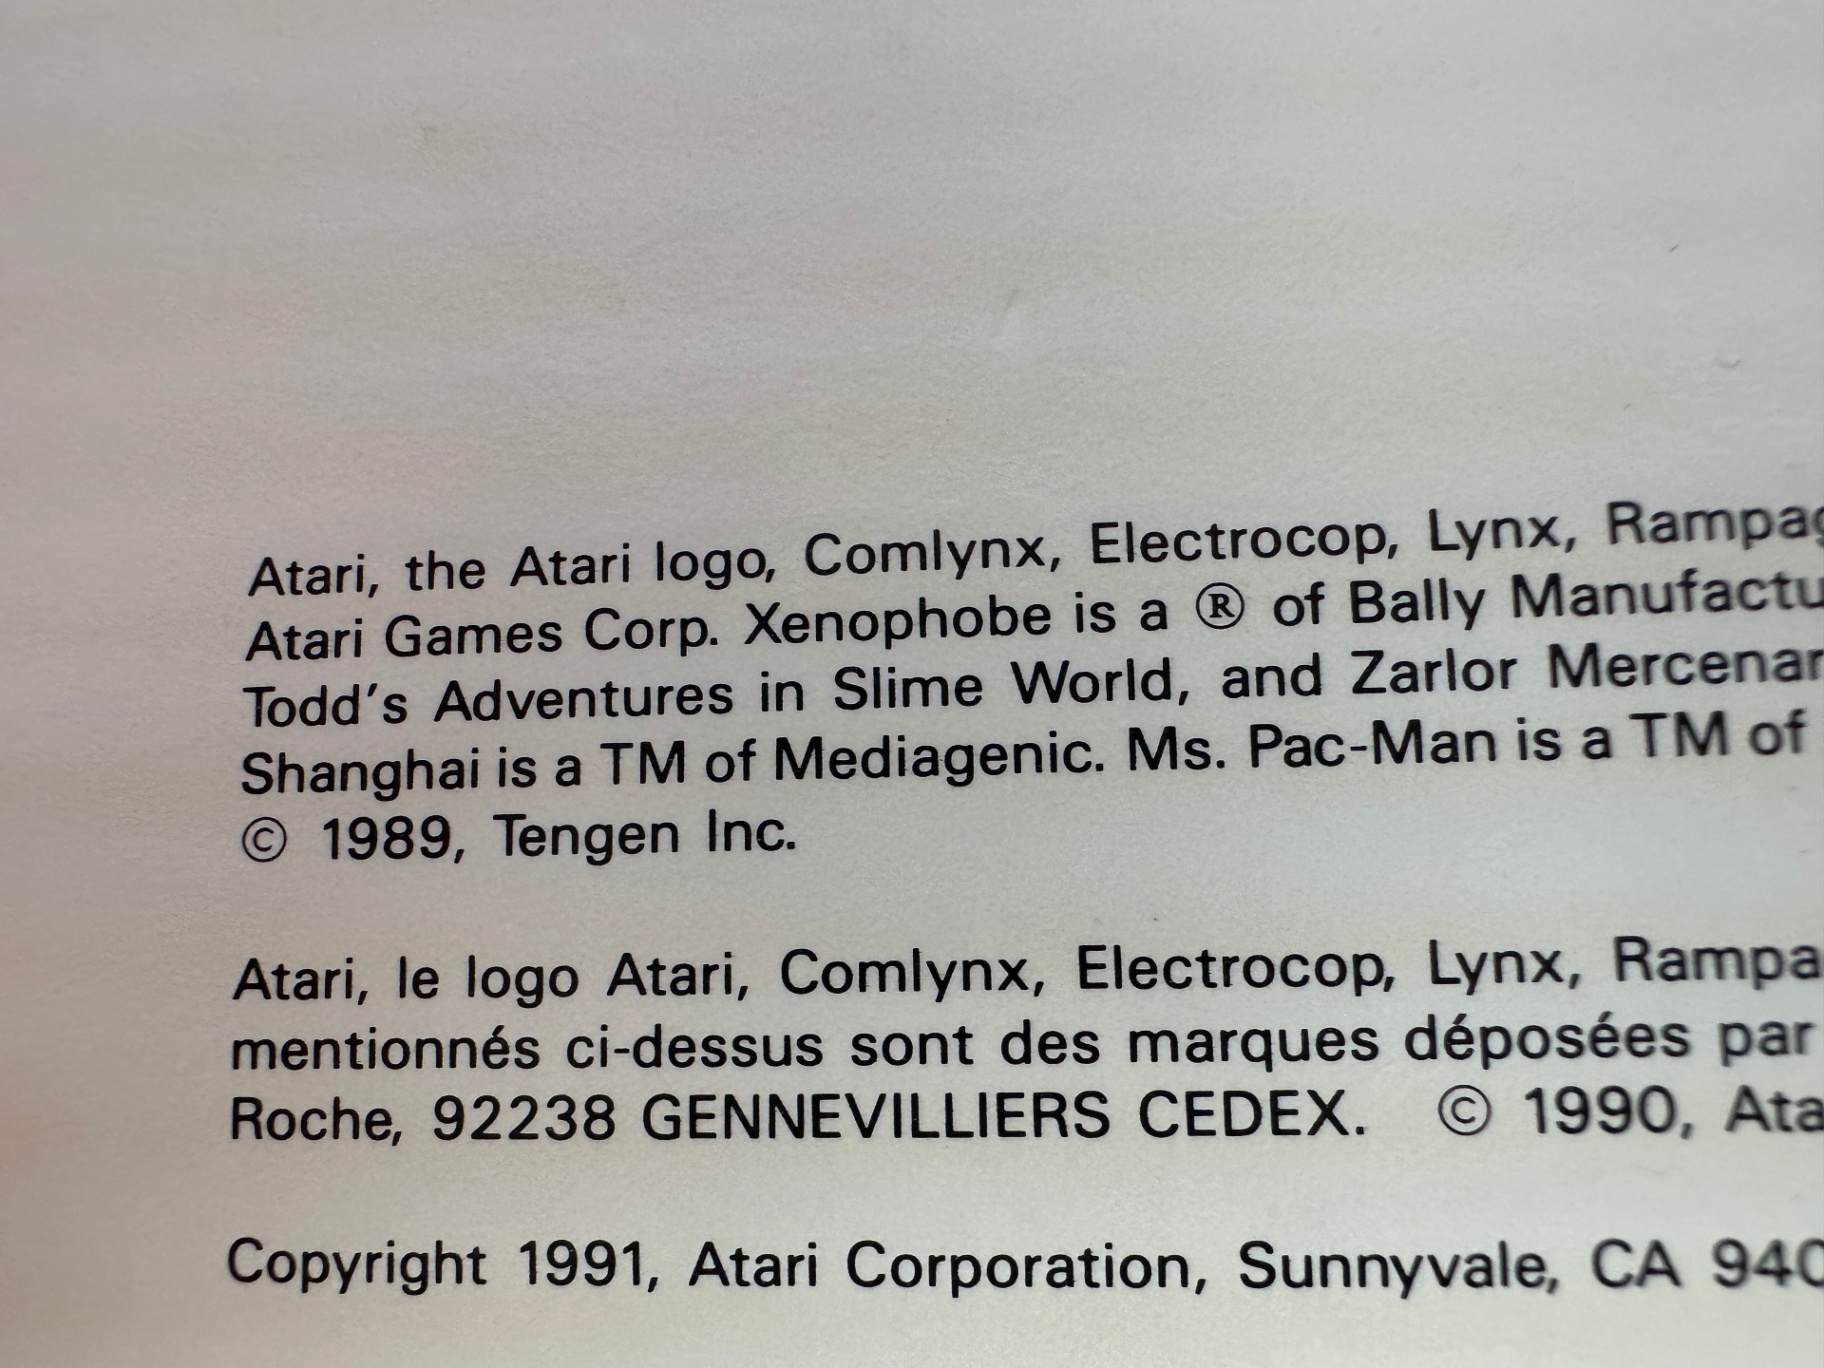 Atari, the Atari logo, Comlynx, Electrocop, Lynx, Rampag
Atari Games Corp. Xenophobe is a ® of Bally Manufactu
Todd's Adventures in Slime World, and Zarlor Mercenar
Shanghai is a TM of Mediagenic. Ms. Pac-Man is a TM of
© 1989, Tengen Inc.
Atari, le logo Atari, Comlynx, Electrocop, Lynx, Rampa
mentionnés ci-dessus sont des marques déposées par
Roche, 92238 GENNEVILLIERS CEDEX. © 1990, Ata
Copyright 1991, Atari Corporation, Sunnyvale, CA 940